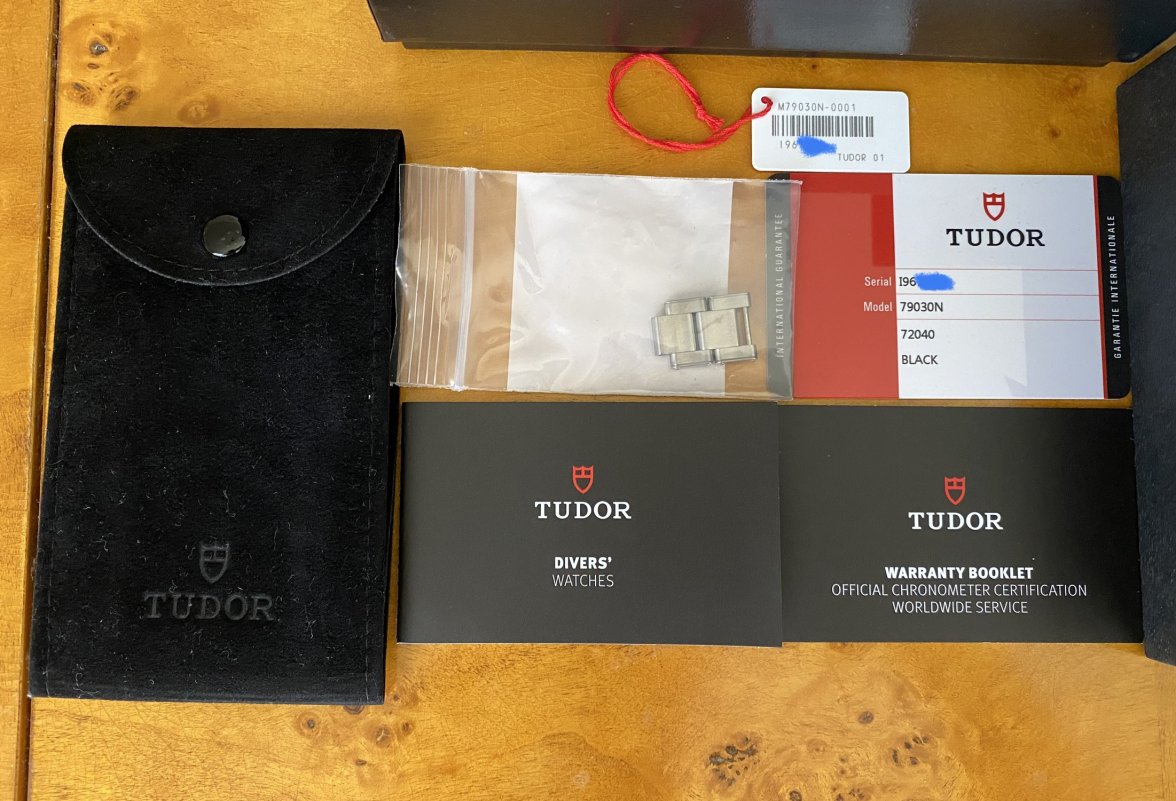 M79030N-0001
I96
TUDOR 01
TUDOR
Serial I96
Model 79030N
72040
BLACK
INTERNATIONAL GUARANTEE
GARANTIE INTERNATIONALE
TUDOR
TUDOR
DIVERS'
WATCHES
TUDOR
WARRANTY BOOKLET
OFFICIAL CHRONOMETER CERTIFICATION
WORLDWIDE SERVICE